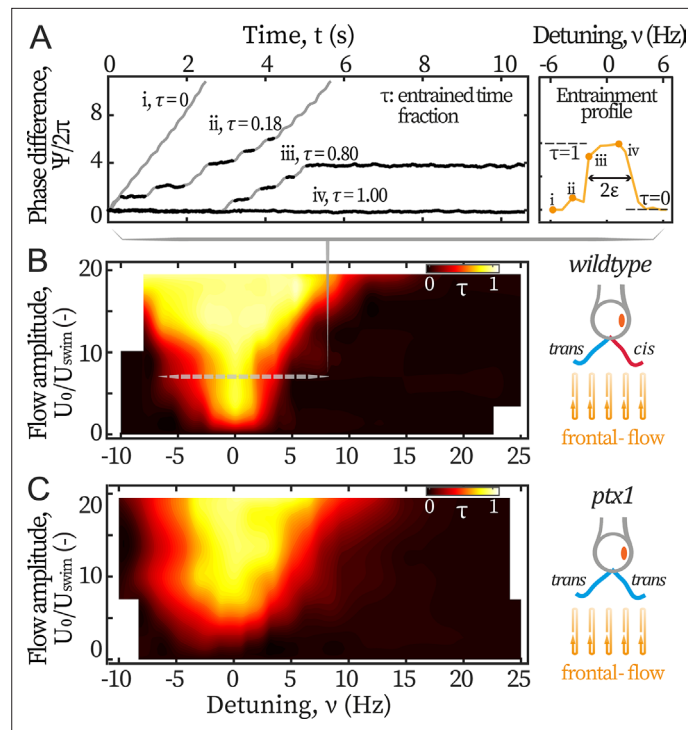 A
Time, t (s)
0 2 4 6 8 10
Phase difference,
Ψ/2π
8
4
0
i, τ = 0
ii, τ = 0.18
iii, τ = 0.80
iv, τ = 1.00
τ: entrained time
fraction
Detuning, ν (Hz)
-6 0 6
Entrainment
profile
τ=1
iv
iii
ii
i
2ε
τ=0
B
Flow amplitude,
U₀/Uswim (-)
20
10
0
0 τ 1
-10 -5 0 5 10 15 20 25
wildtype
trans
cis
frontal-flow
C
Flow amplitude,
U₀/Uswim (-)
20
10
0
0 τ 1
-10 -5 0 5 10 15 20 25
Detuning, ν (Hz)
ptx1
trans
trans
frontal-flow